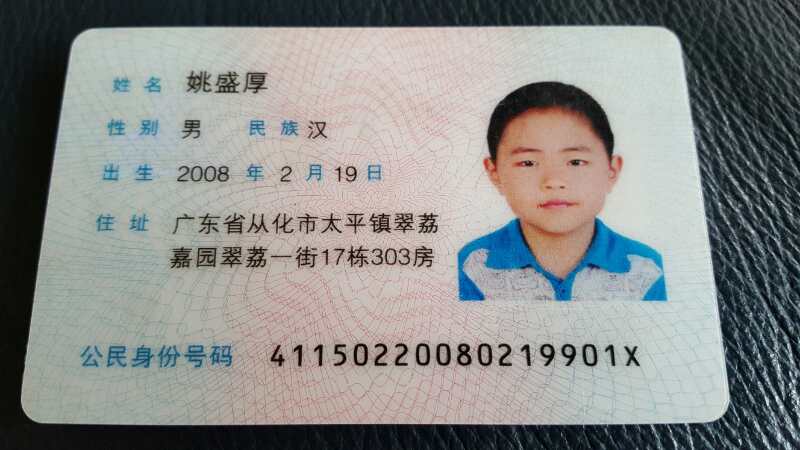 姓名 姚盛厚
性别 男 民族 汉
出生 2008 年 2 月 19 日
住址 广东省从化市太平镇翠荔
嘉园翠荔一街17栋303房
公民身份号码 41150220080219901X